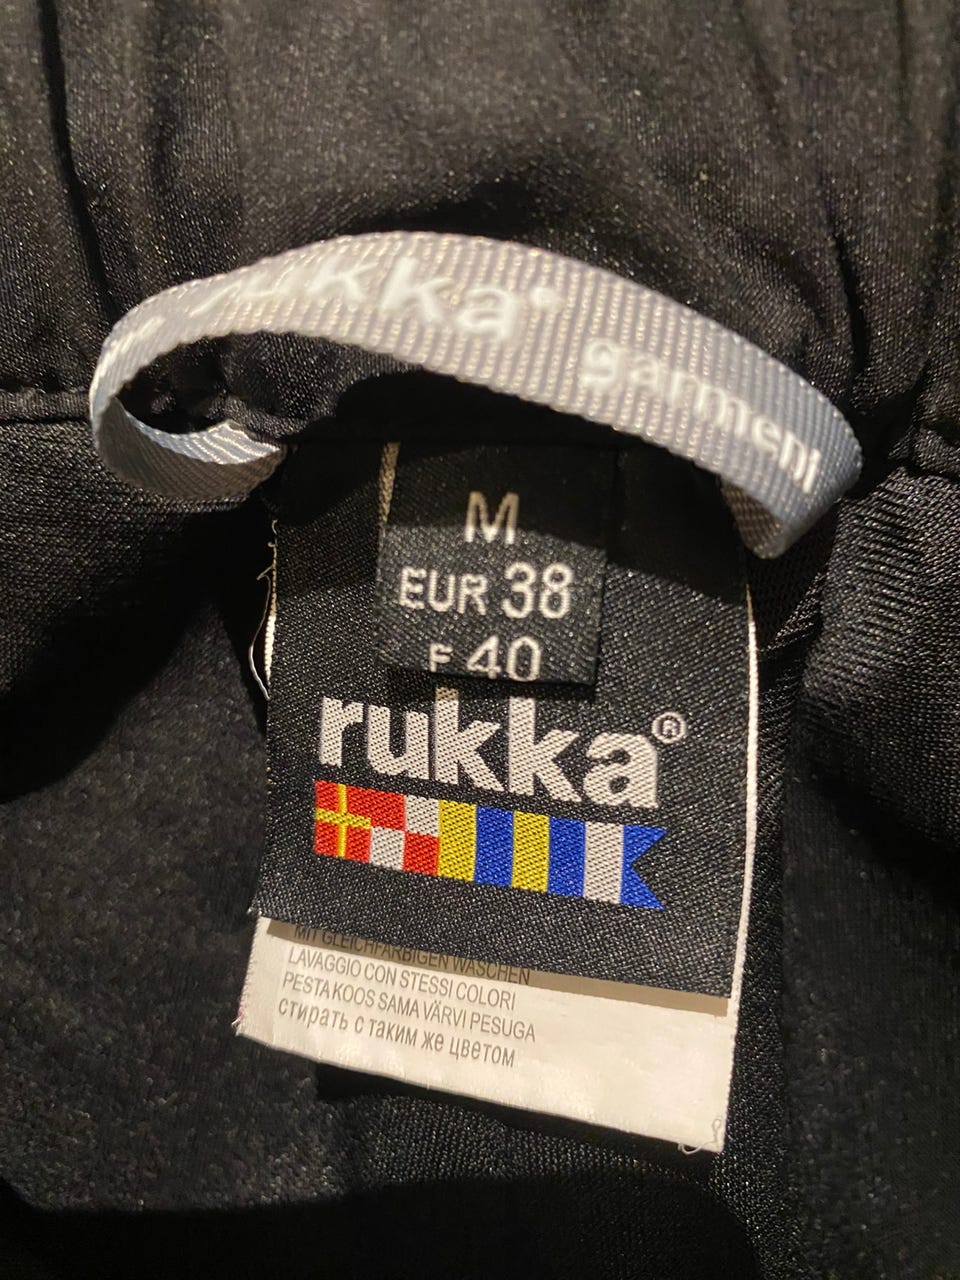 rukka® garment
M
EUR 38
F 40
rukka®
MIT GLEICHFARBIGEN WASCHEN
LAVAGGIO CON STESSI COLORI
PESTA KOOS SAMA VÄRVI PESUGA
стирать с таким же цветом